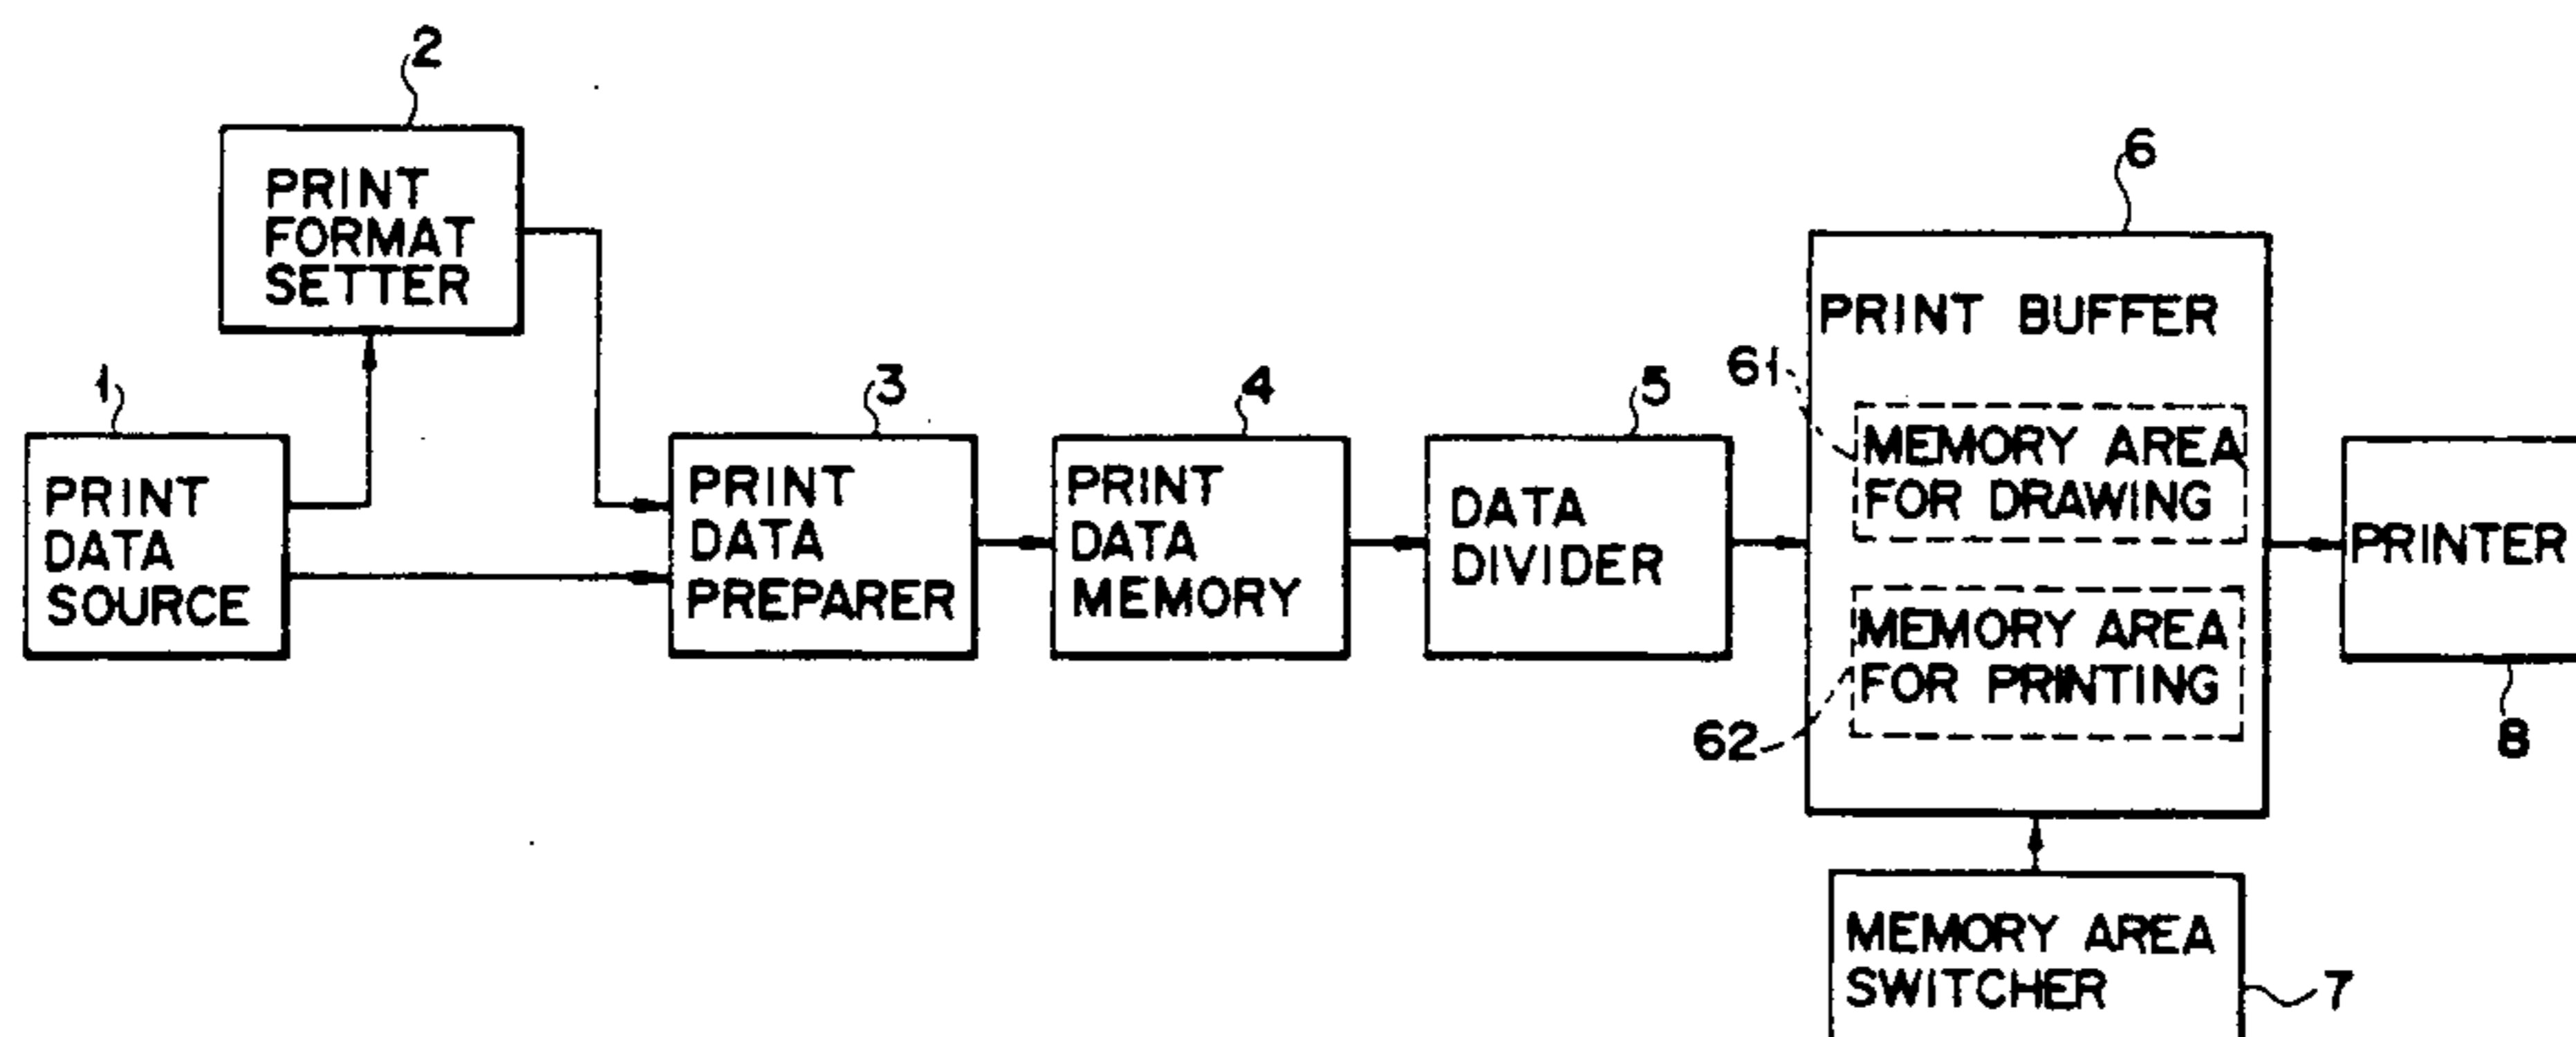 2
PRINT
FORMAT
SETTER
1
PRINT
DATA
SOURCE
3
PRINT
DATA
PREPARER
4
PRINT
DATA
MEMORY
5
DATA
DIVIDER
6
PRINT BUFFER
61
MEMORY AREA
FOR DRAWING
62
MEMORY AREA
FOR PRINTING
PRINTER
8
MEMORY AREA
SWITCHER
7